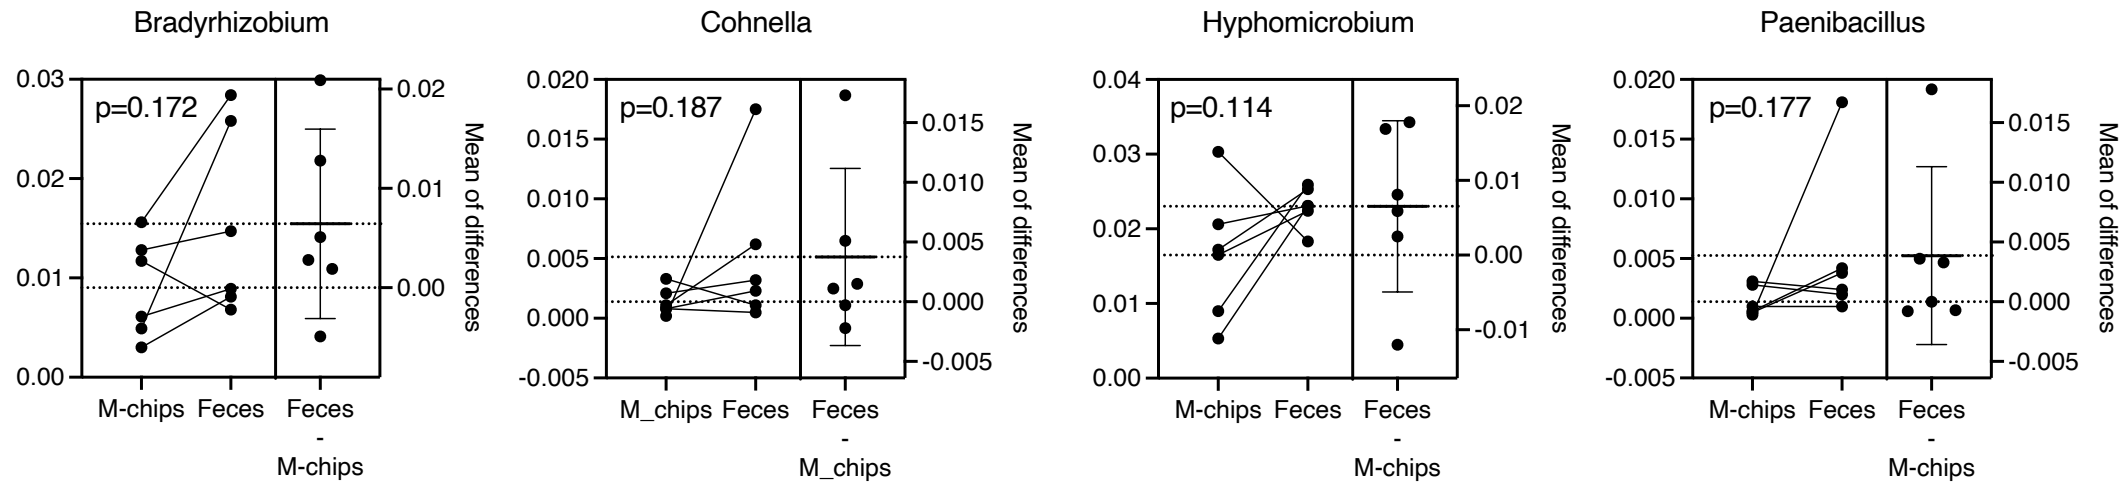 Bradyrhizobium
0.03
0.02
0.01
0.00
p=0.172
0.02
0.01
0.00
Mean of differences
M-chips Feces Feces
-
M-chips
Cohnella
0.020
0.015
0.010
0.005
0.000
-0.005
p=0.187
0.015
0.010
0.005
0.000
-0.005
Mean of differences
M_chips Feces Feces
-
M_chips
Hyphomicrobium
0.04
0.03
0.02
0.01
0.00
p=0.114
0.02
0.01
0.00
-0.01
Mean of differences
M-chips Feces Feces
-
M-chips
Paenibacillus
0.020
0.015
0.010
0.005
0.000
-0.005
p=0.177
0.015
0.010
0.005
0.000
-0.005
Mean of differences
M-chips Feces Feces
-
M-chips